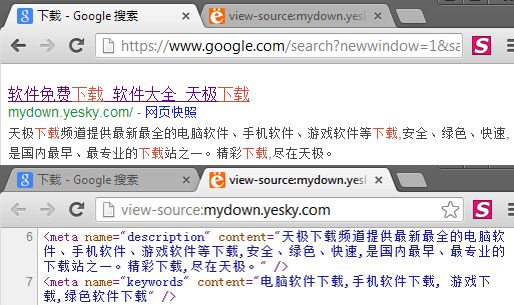 下载 - Google 搜索
view-source:mydown.yesky
https://www.google.com/search?newwindow=1&sa
软件免费下载_软件大全_天极下载
mydown.yesky.com/ - 网页快照
天极下载频道提供最新最全的电脑软件、手机软件、游戏软件等下载,安全、绿色、快速,
是国内最早、最专业的下载站之一。精彩下载,尽在天极。
下载 - Google 搜索
view-source:mydown.yesky
view-source:mydown.yesky.com
6 <meta name="description" content="天极下载频道提供最新最全的电脑软
件、手机软件、游戏软件等下载,安全、绿色、快速,是国内最早、最专业的
下载站之一。精彩下载,尽在天极。" />
7 <meta name="keywords" content="电脑软件下载,手机软件下载, 游戏下
载,绿色软件下载" />